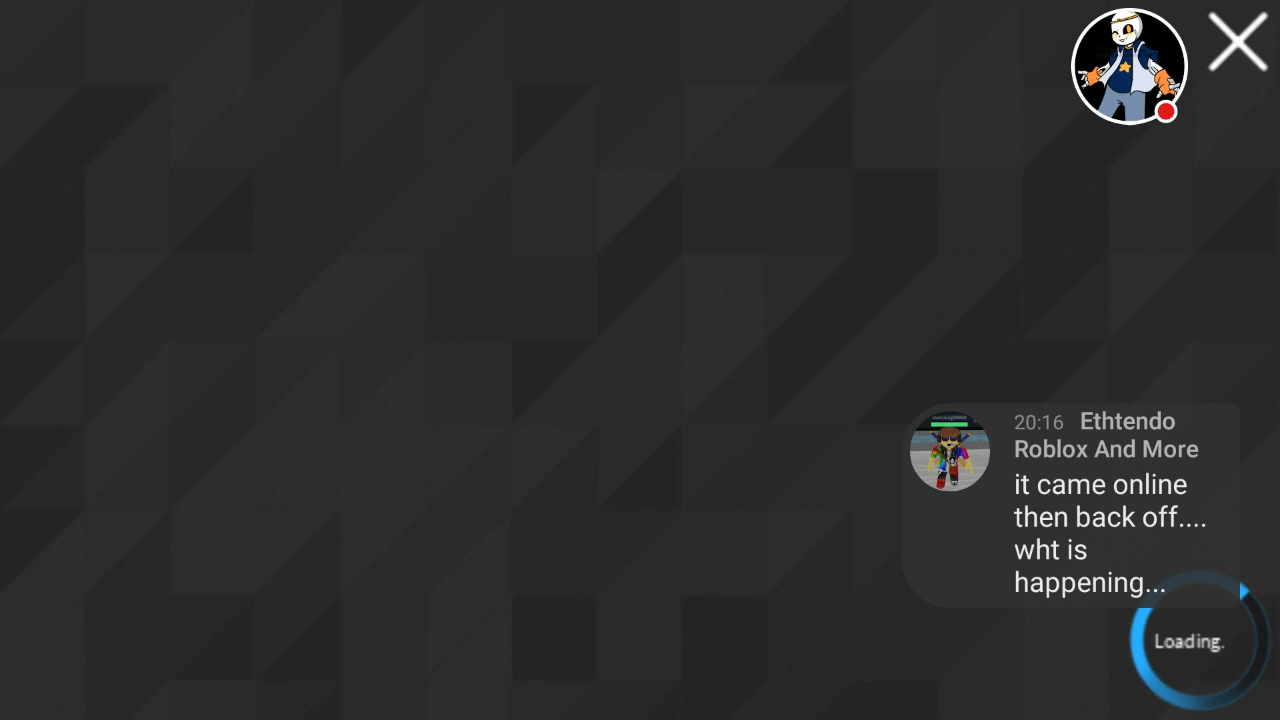 20:16 Ethtendo
Roblox And More
it came online
then back off....
wht is
happening...
Loading.